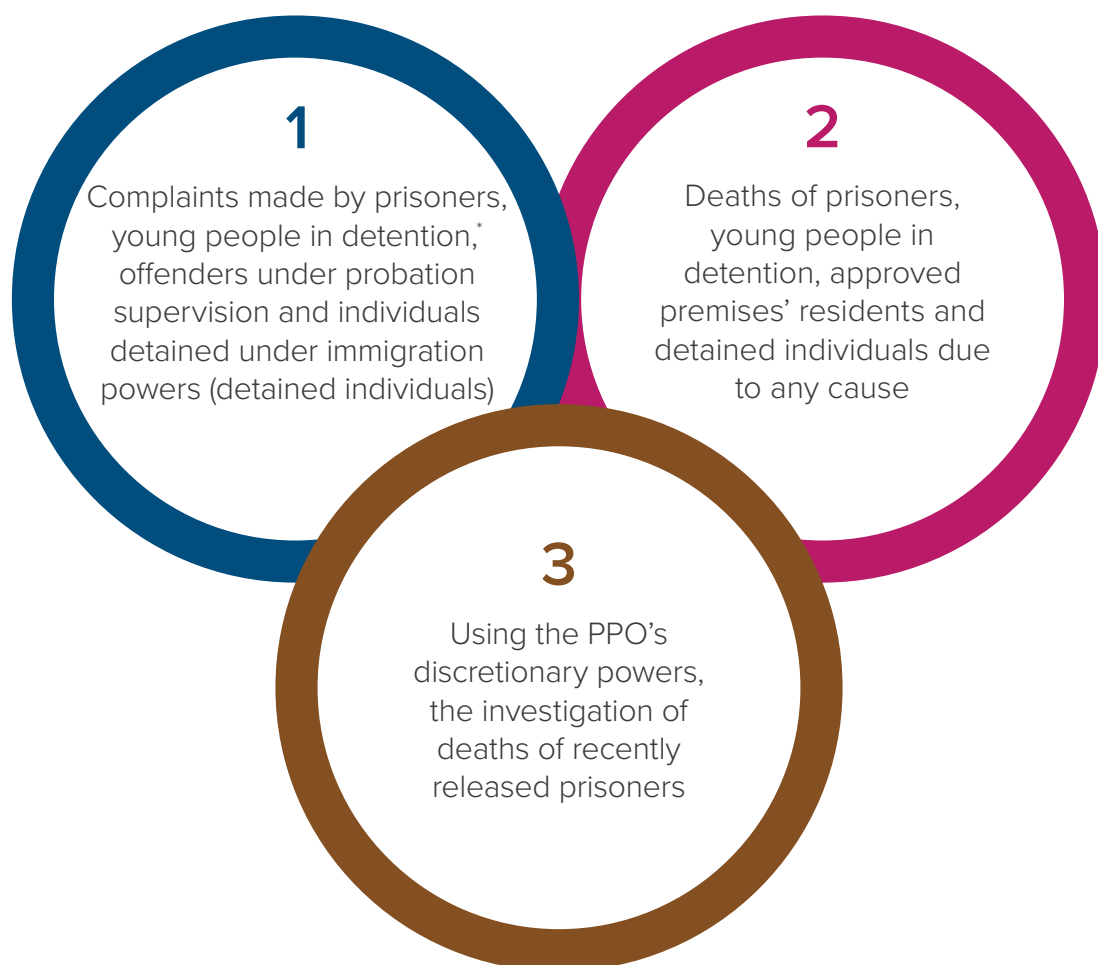 1
Complaints made by prisoners,
young people in detention,*
offenders under probation
supervision and individuals
detained under immigration
powers (detained individuals)
2
Deaths of prisoners,
young people in
detention, approved
premises’ residents and
detained individuals due
to any cause
3
Using the PPO’s
discretionary powers,
the investigation of
deaths of recently
released prisoners